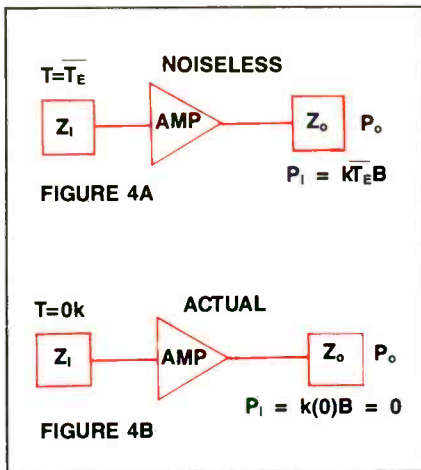 NOISELESS
T=T̅E̅
Zᵢ AMP Zₒ Pₒ
Pᵢ = kT̅E̅B
FIGURE 4A
T=0k ACTUAL
Zᵢ AMP Zₒ Pₒ
Pᵢ = k(0)B = 0
FIGURE 4B